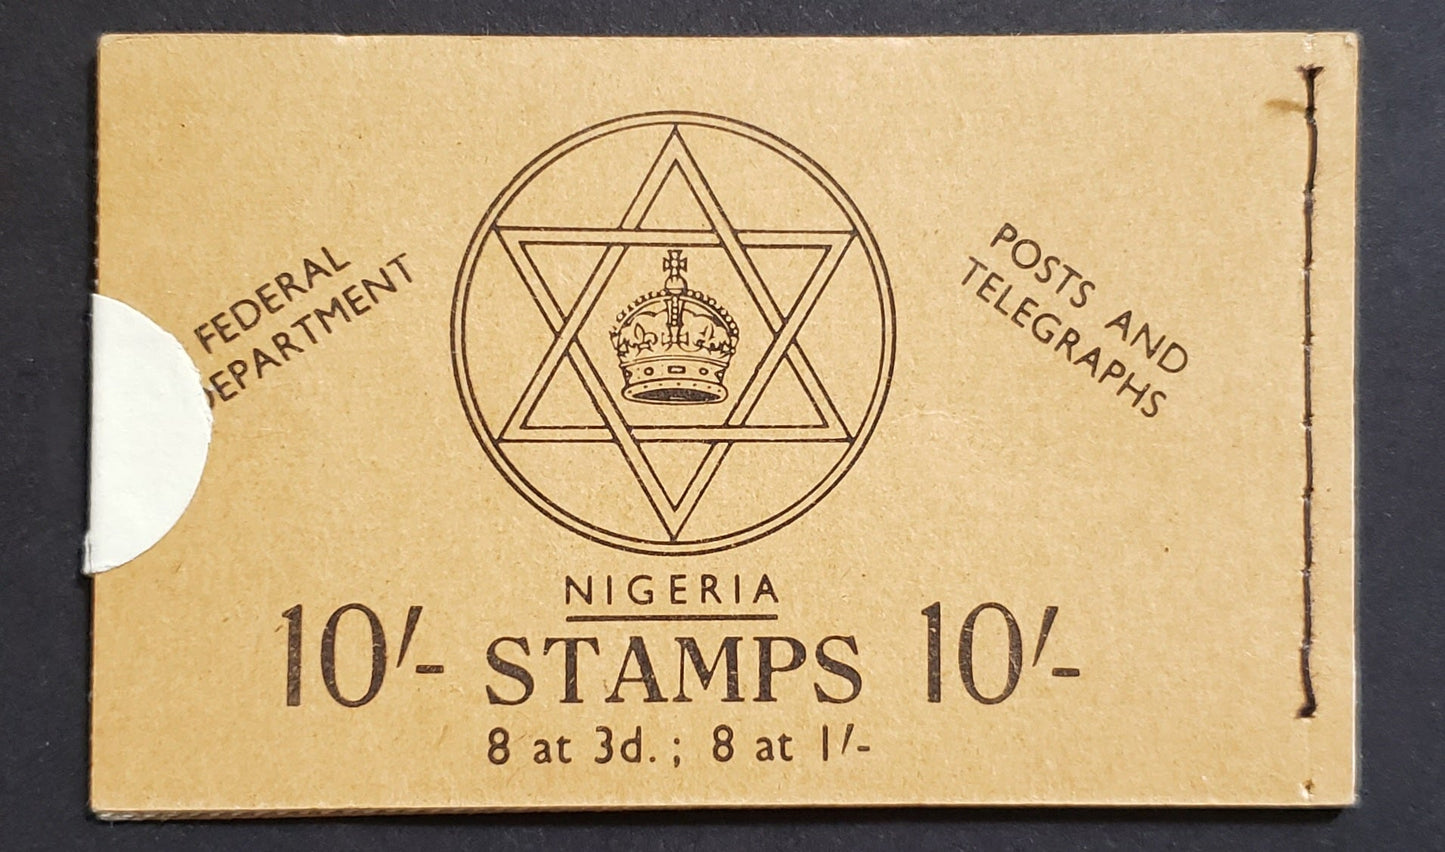 FEDERAL
DEPARTMENT
POSTS AND
TELEGRAPHS
NIGERIA
10/- STAMPS 10/-
8 at 3d. ; 8 at 1/-